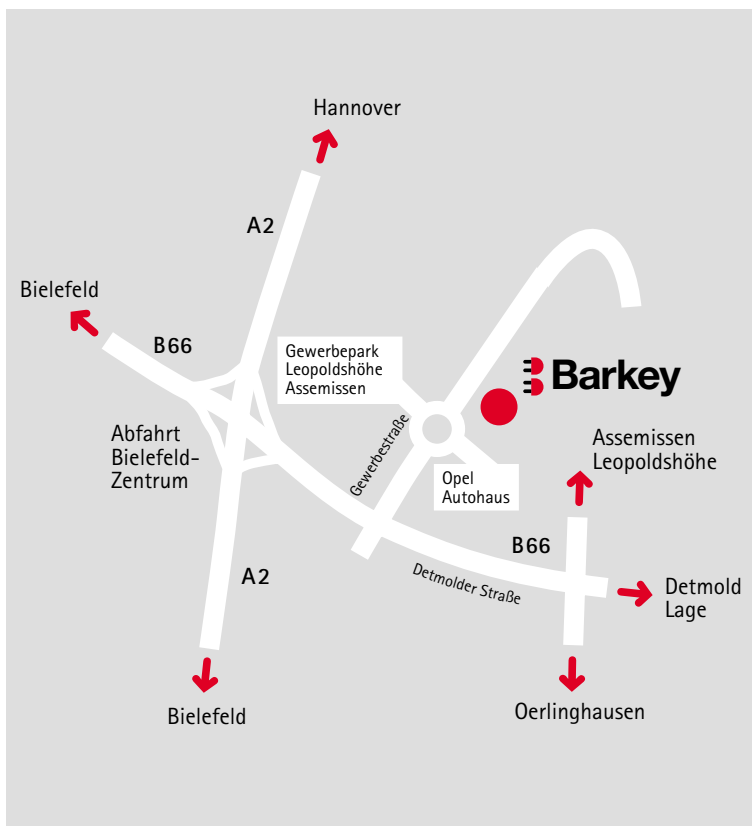 Hannover
A2
Bielefeld
B66
Gewerbepark
Leopoldshöhe
Assemissen
Barkey
Abfahrt
Bielefeld-
Zentrum
Gewerbestraße
Assemissen
Leopoldshöhe
Opel
Autohaus
B66
A2
Detmolder Straße
Detmold
Lage
Bielefeld
Oerlinghausen